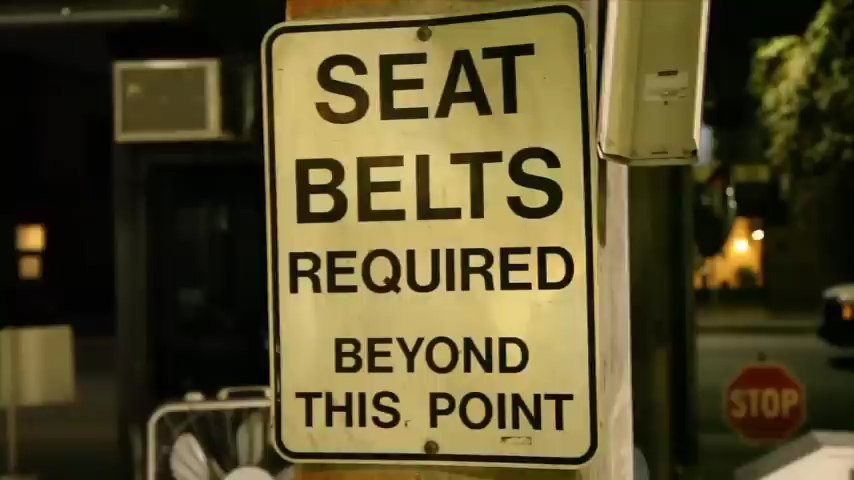 SEAT
BELTS
REQUIRED
BEYOND
THIS POINT
STOP